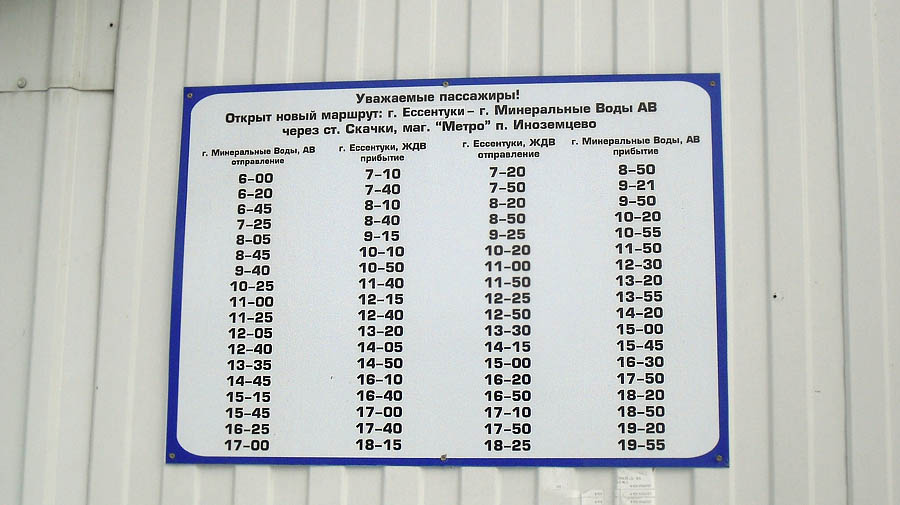 Уважаемые пассажиры!
Открыт новый маршрут: г. Ессентуки – г. Минеральные Воды АВ
через ст. Скачки, маг. “Метро” п. Иноземцево
г. Минеральные Воды, АВ отправление г. Ессентуки, ЖДВ прибытие г. Ессентуки, ЖДВ отправление г. Минеральные Воды, АВ прибытие
6–00 7–10 7–20 8–50
6–20 7–40 7–50 9–21
6–45 8–10 8–20 9–50
7–25 8–40 8–50 10–20
8–05 9–15 9–25 10–55
8–45 10–10 10–20 11–50
9–40 10–50 11–00 12–30
10–25 11–40 11–50 13–20
11–00 12–15 12–25 13–55
11–25 12–40 12–50 14–20
12–05 13–20 13–30 15–00
12–40 14–05 14–15 15–45
13–35 14–50 15–00 16–30
14–45 16–10 16–20 17–50
15–15 16–40 16–50 18–20
15–45 17–00 17–10 18–50
16–25 17–40 17–50 19–20
17–00 18–15 18–25 19–55